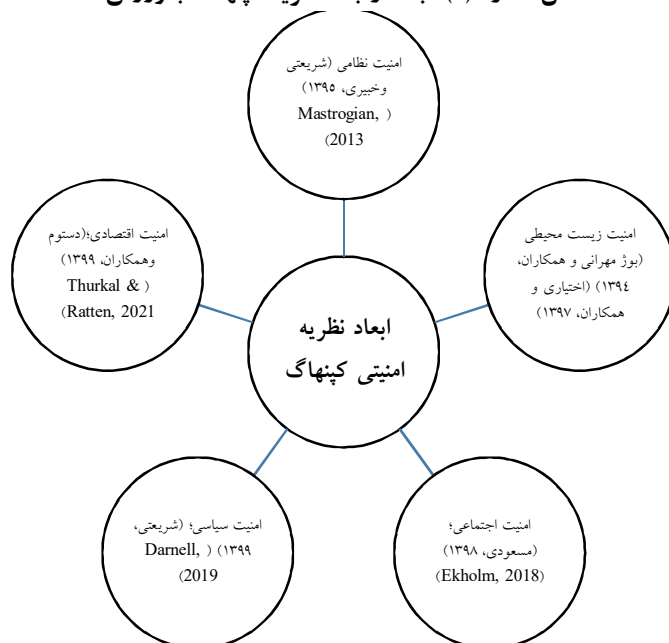 امنیت نظامی (شریعتی
وخبیری، ۱۳۹٥)
Mastrogian, )
(2013
امنیت زیست محیطی
(بوژ مهرانی و همکاران،
۱۳۹٤) (اختیاری و
همکاران، ۱۳۹۷)
امنیت اقتصادی؛(دستوم
وهمکاران، ۱۳۹۹)
Thurkal & )
(Ratten, 2021
ابعاد نظریه
امنیتی کپنهاگ
امنیت اجتماعی؛
(مسعودی، ۱۳۹۸)
(Ekholm, 2018)
امنیت سیاسی؛ (شریعتی،
۱۳۹۹) ( Darnell,
(2019